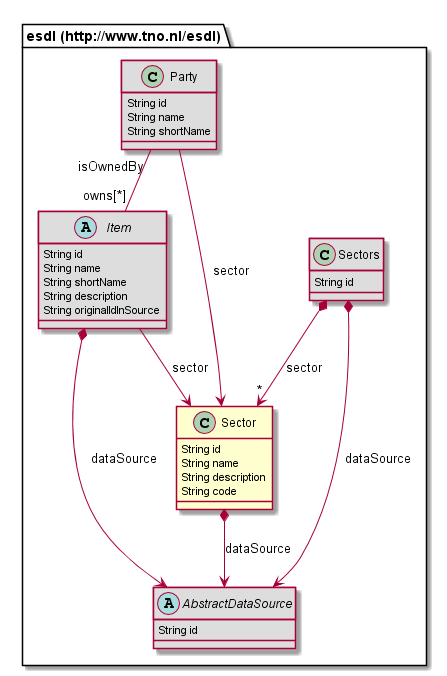 esdl (http://www.tno.nl/esdl)
C Party
String id
String name
String shortName
isOwnedBy
owns[*]
A Item
String id
String name
String shortName
String description
String originalIdInSource
sector
C Sectors
String id
sector
sector
*
C Sector
String id
String name
String description
String code
dataSource
dataSource
dataSource
A AbstractDataSource
String id